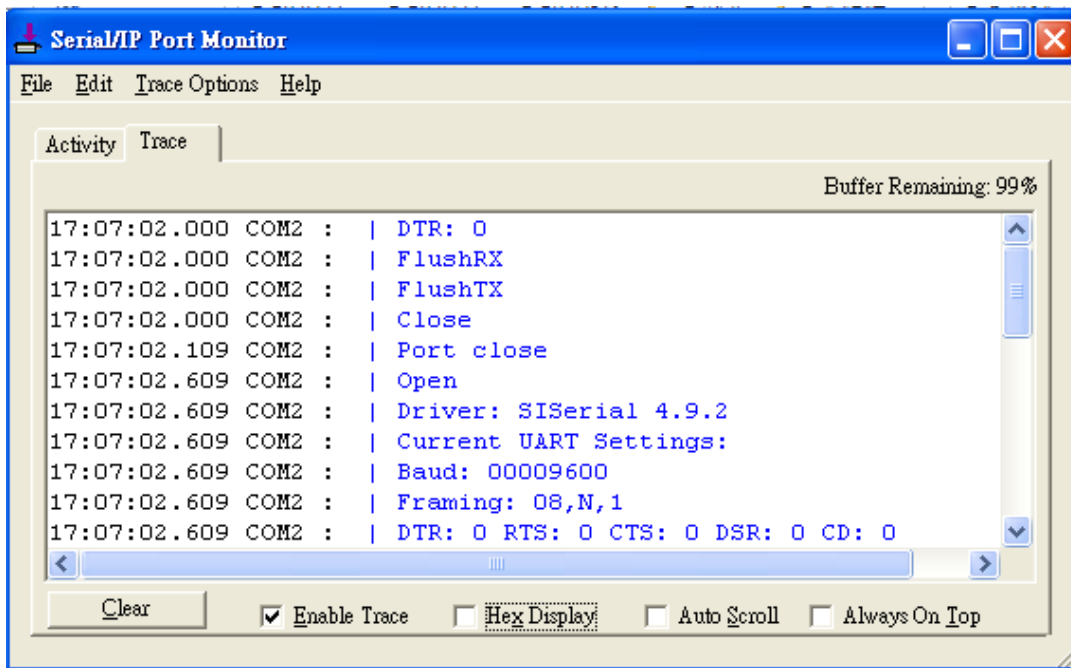 Serial/IP Port Monitor
File Edit Trace Options Help
Activity Trace
Buffer Remaining: 99%
17:07:02.000 COM2 : | DTR: 0
17:07:02.000 COM2 : | FlushRX
17:07:02.000 COM2 : | FlushTX
17:07:02.000 COM2 : | Close
17:07:02.109 COM2 : | Port close
17:07:02.609 COM2 : | Open
17:07:02.609 COM2 : | Driver: SISerial 4.9.2
17:07:02.609 COM2 : | Current UART Settings:
17:07:02.609 COM2 : | Baud: 00009600
17:07:02.609 COM2 : | Framing: 08,N,1
17:07:02.609 COM2 : | DTR: 0 RTS: 0 CTS: 0 DSR: 0 CD: 0
Clear Enable Trace Hex Display Auto Scroll Always On Top